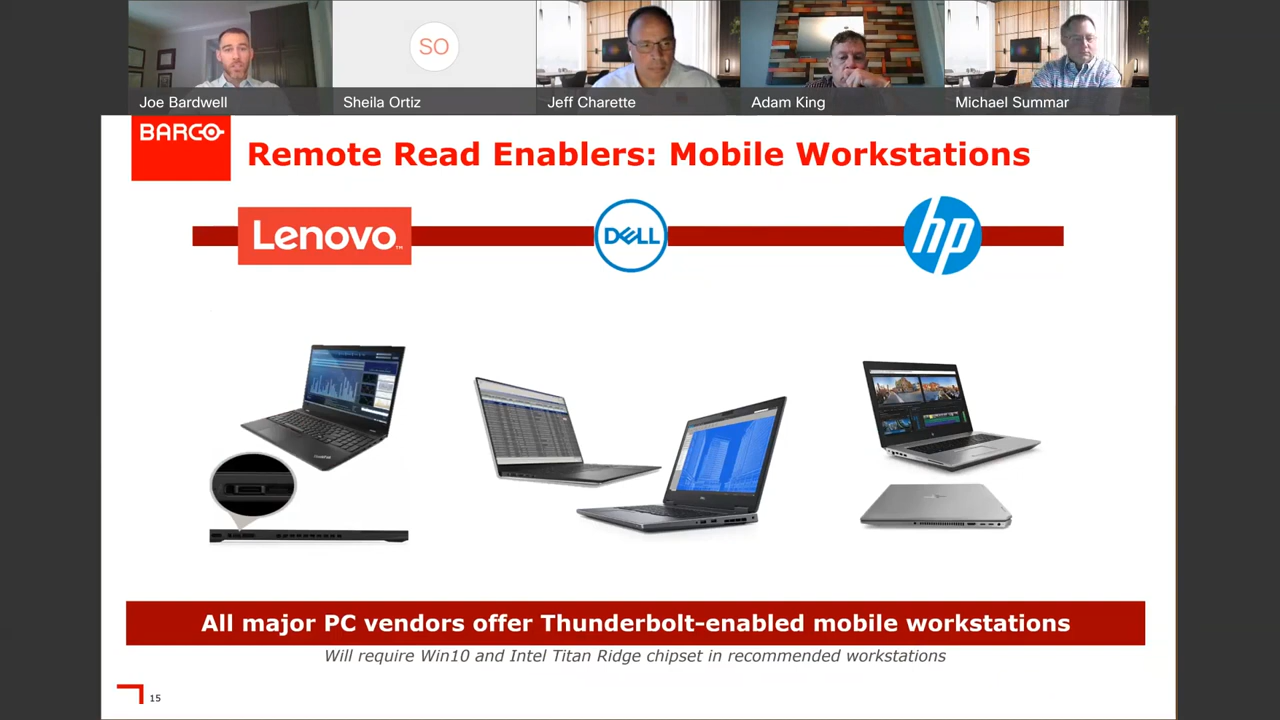 SO
Joe Bardwell
Sheila Ortiz
Jeff Charette
Adam King
Michael Summar
BARCO
Remote Read Enablers: Mobile Workstations
Lenovo™
DELL
hp
All major PC vendors offer Thunderbolt-enabled mobile workstations
Will require Win10 and Intel Titan Ridge chipset in recommended workstations
15